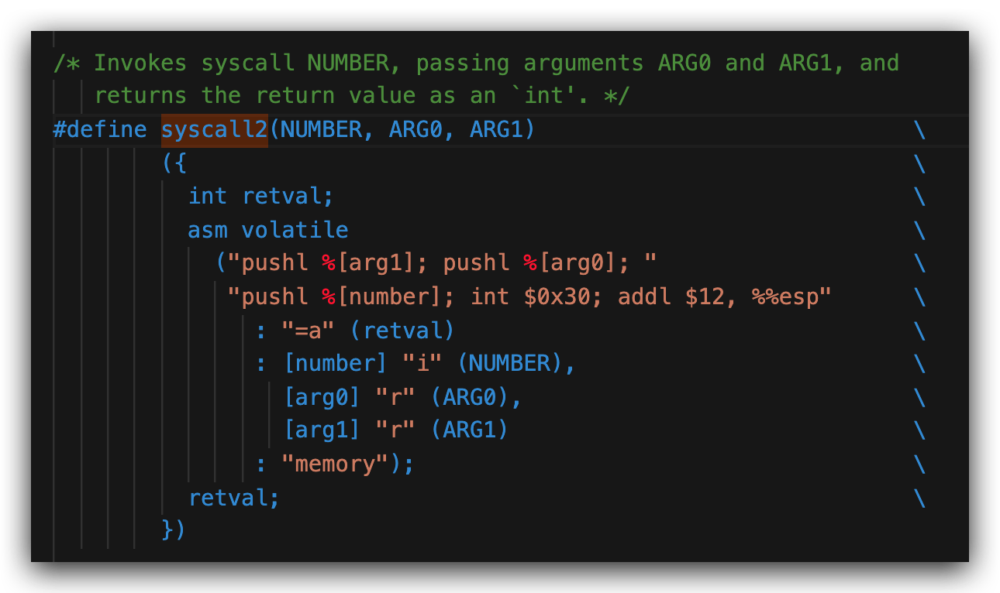 /* Invokes syscall NUMBER, passing arguments ARG0 and ARG1, and
   returns the return value as an `int'. */
#define syscall2(NUMBER, ARG0, ARG1)                            \
        ({                                                      \
          int retval;                                           \
          asm volatile                                          \
            ("pushl %[arg1]; pushl %[arg0]; "                   \
             "pushl %[number]; int $0x30; addl $12, %%esp"      \
               : "=a" (retval)                                  \
               : [number] "i" (NUMBER),                         \
                 [arg0] "r" (ARG0),                             \
                 [arg1] "r" (ARG1)                              \
               : "memory");                                     \
          retval;                                               \
        })